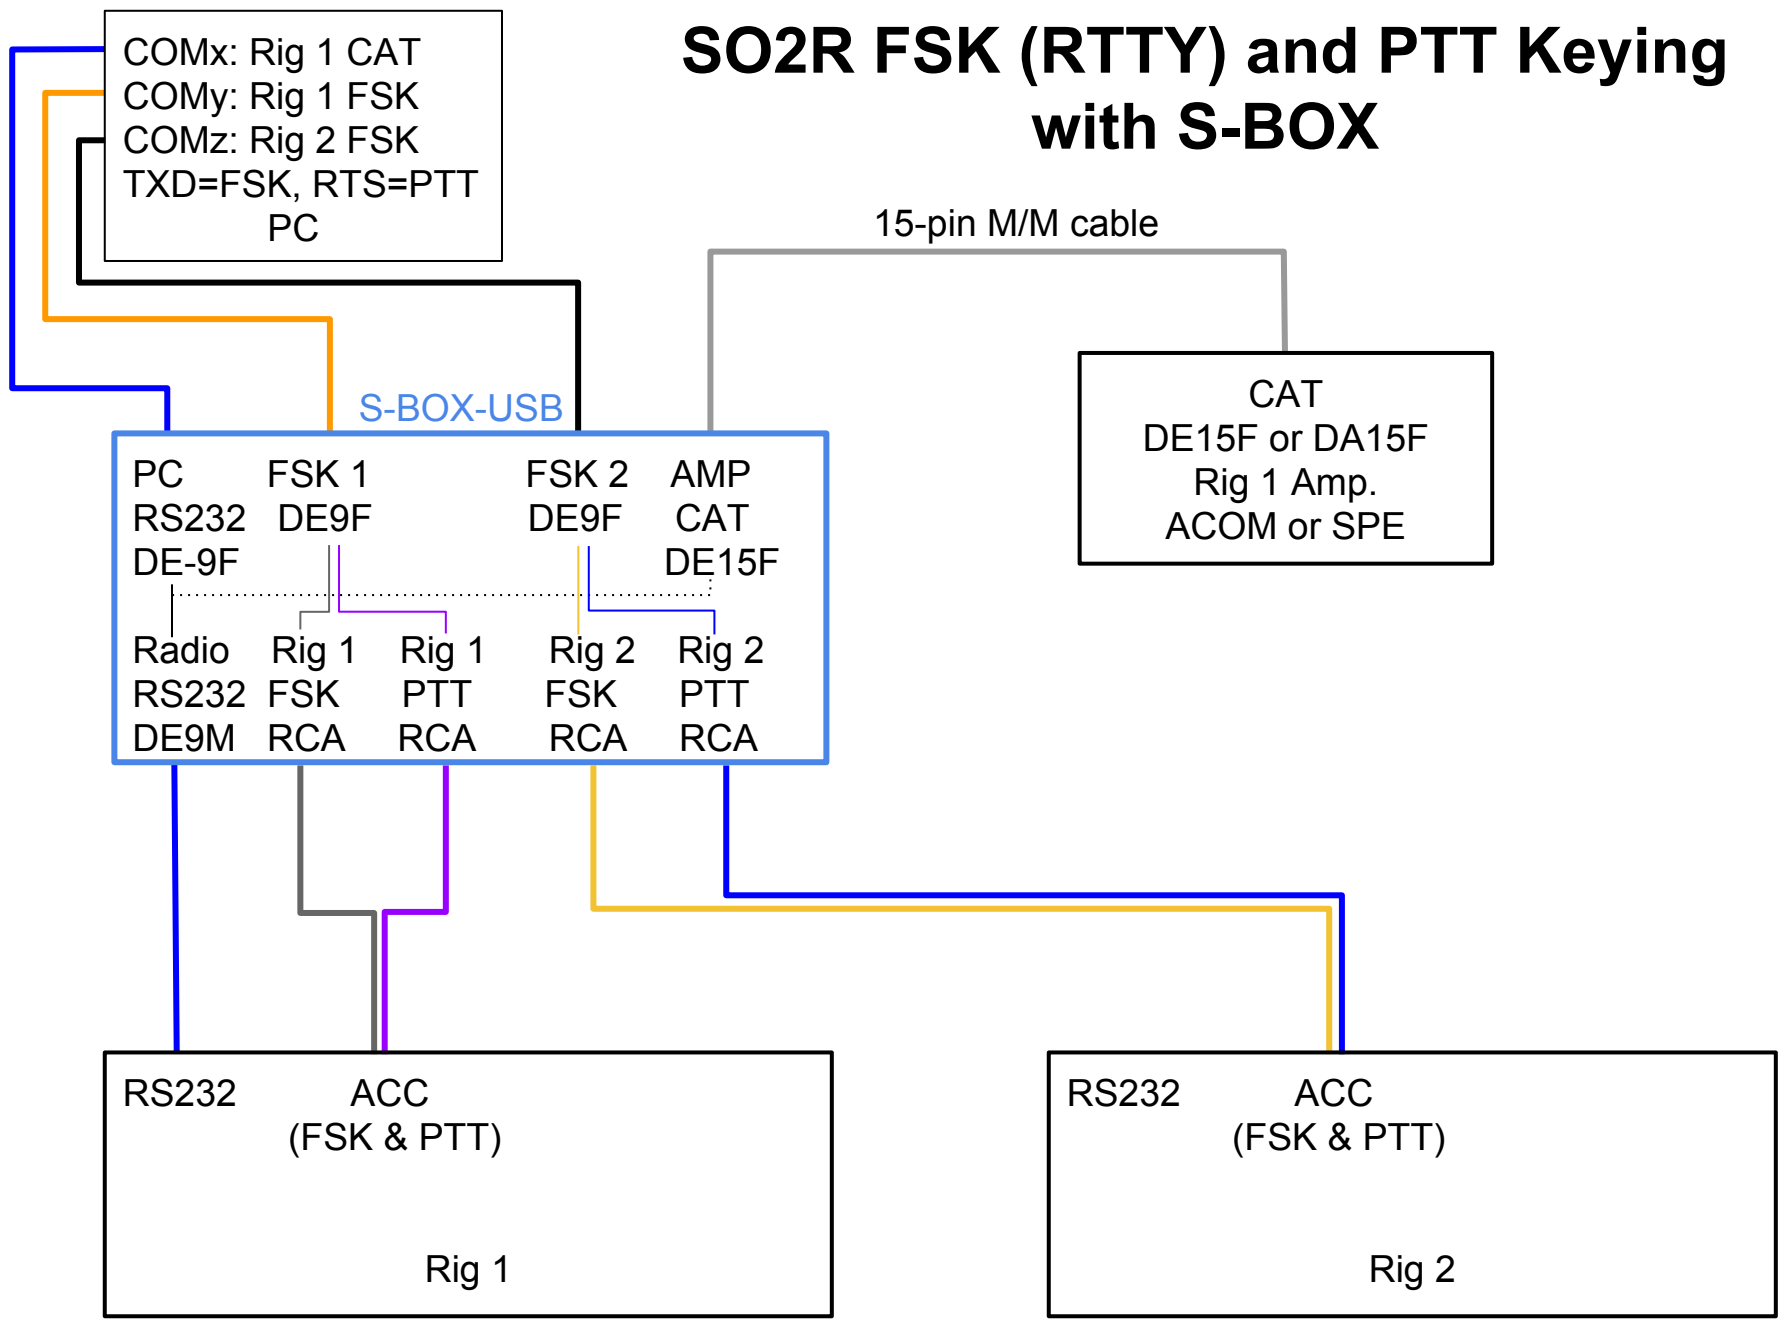 SO2R FSK (RTTY) and PTT Keying
with S-BOX
COMx: Rig 1 CAT
COMy: Rig 1 FSK
COMz: Rig 2 FSK
TXD=FSK, RTS=PTT
PC
15-pin M/M cable
CAT
DE15F or DA15F
Rig 1 Amp.
ACOM or SPE
S-BOX-USB
PC FSK 1 FSK 2 AMP
RS232 DE9F DE9F CAT
DE-9F DE15F
Radio Rig 1 Rig 1 Rig 2 Rig 2
RS232 FSK PTT FSK PTT
DE9M RCA RCA RCA RCA
RS232 ACC
(FSK & PTT)
Rig 1
RS232 ACC
(FSK & PTT)
Rig 2